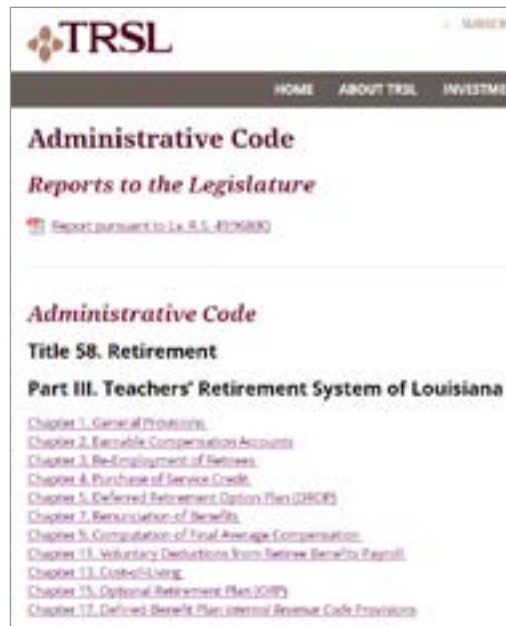 TRSL
HOME ABOUT TRSL
Administrative Code
Reports to the Legislature
Report pursuant to La. R.S.
Administrative Code
Title 58. Retirement
Part III. Teachers' Retirement System of Louisiana
Chapter 1. General Provisions
Chapter 2. Earnable Compensation Accounts
Chapter 3. Re-Employment of Retirees
Chapter 4. Purchase of Service Credit
Chapter 5. Deferred Retirement Option Plan (DROP)
Chapter 7. Renunciation of Benefits
Chapter 9. Computation of Final Average Compensation
Chapter 11. Voluntary Deductions from Retiree Benefits Payroll
Chapter 13. Cost-of-Living
Chapter 15. Optional Retirement Plan (ORP)
Chapter 17. Defined Benefit Plan Internal Revenue Code Provisions